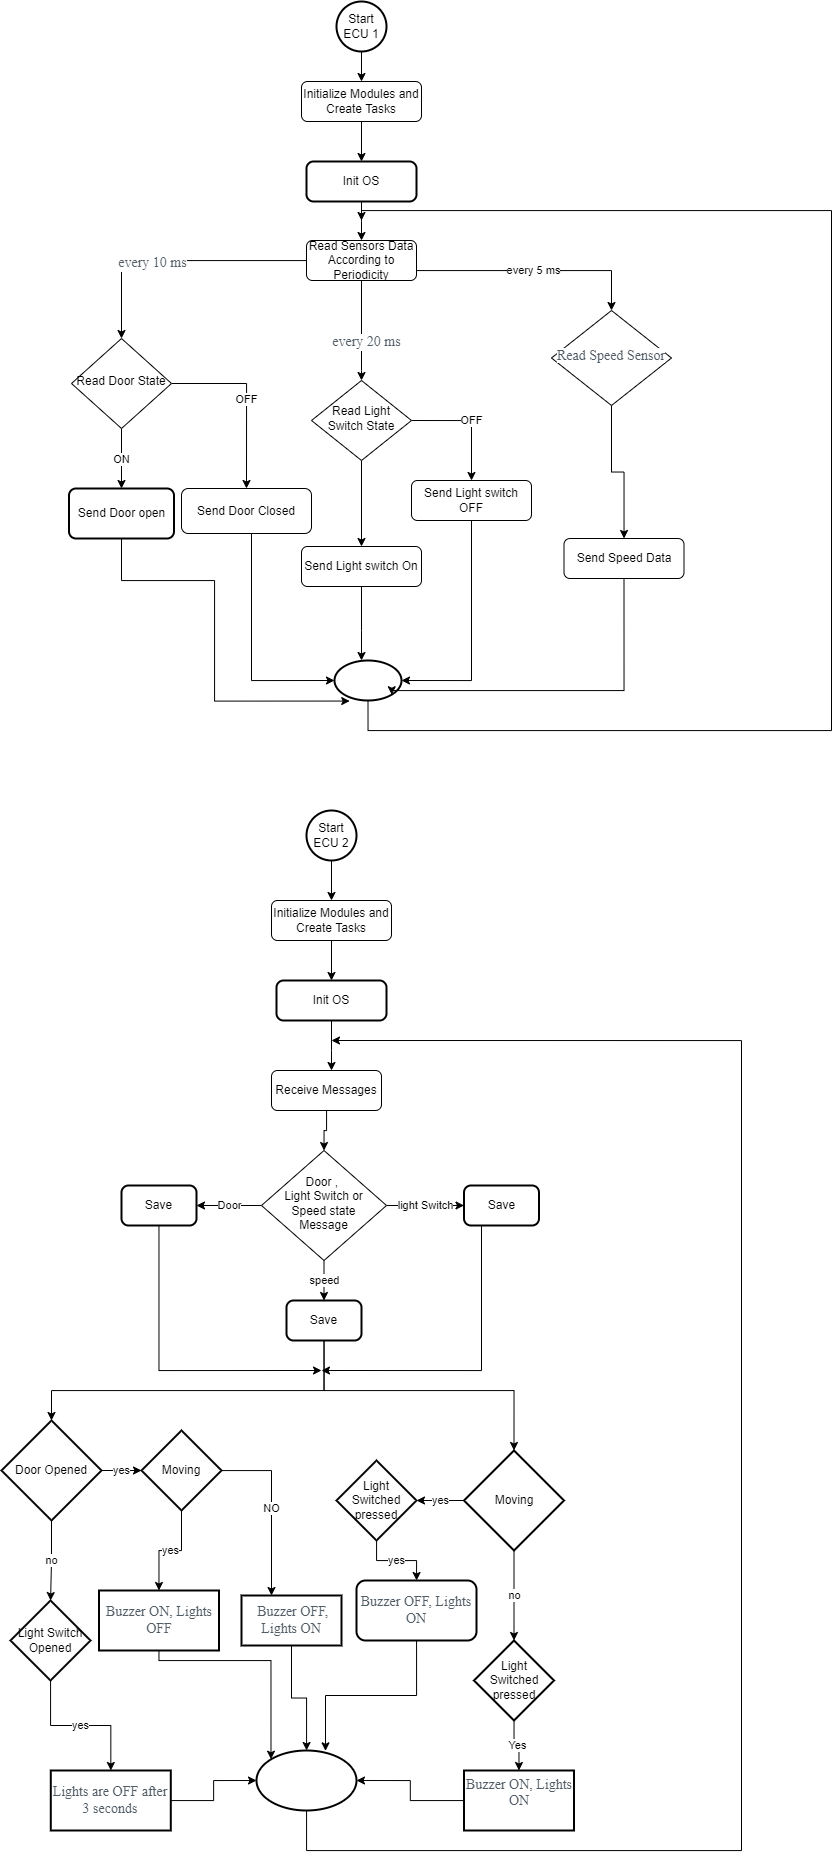 Start
ECU 1
Initialize Modules and
Create Tasks
Init OS
Read Sensors Data
According to
Periodicity
every 10 ms
every 5 ms
every 20 ms
Read Door State
OFF
ON
Read Light
Switch State
OFF
Read Speed Sensor
Send Door open
Send Door Closed
Send Light switch
OFF
Send Light switch On
Send Speed Data
Start
ECU 2
Initialize Modules and
Create Tasks
Init OS
Receive Messages
Door ,
Light Switch or
Speed state
Message
Save
Door
light Switch
Save
speed
Save
Door Opened
yes
Moving
NO
Light
Switched
pressed
yes
Moving
no
yes
yes
no
Buzzer ON, Lights
OFF
Buzzer OFF,
Lights ON
Buzzer OFF, Lights
ON
Light Switch
Opened
Light
Switched
pressed
yes
Yes
Lights are OFF after
3 seconds
Buzzer ON, Lights
ON